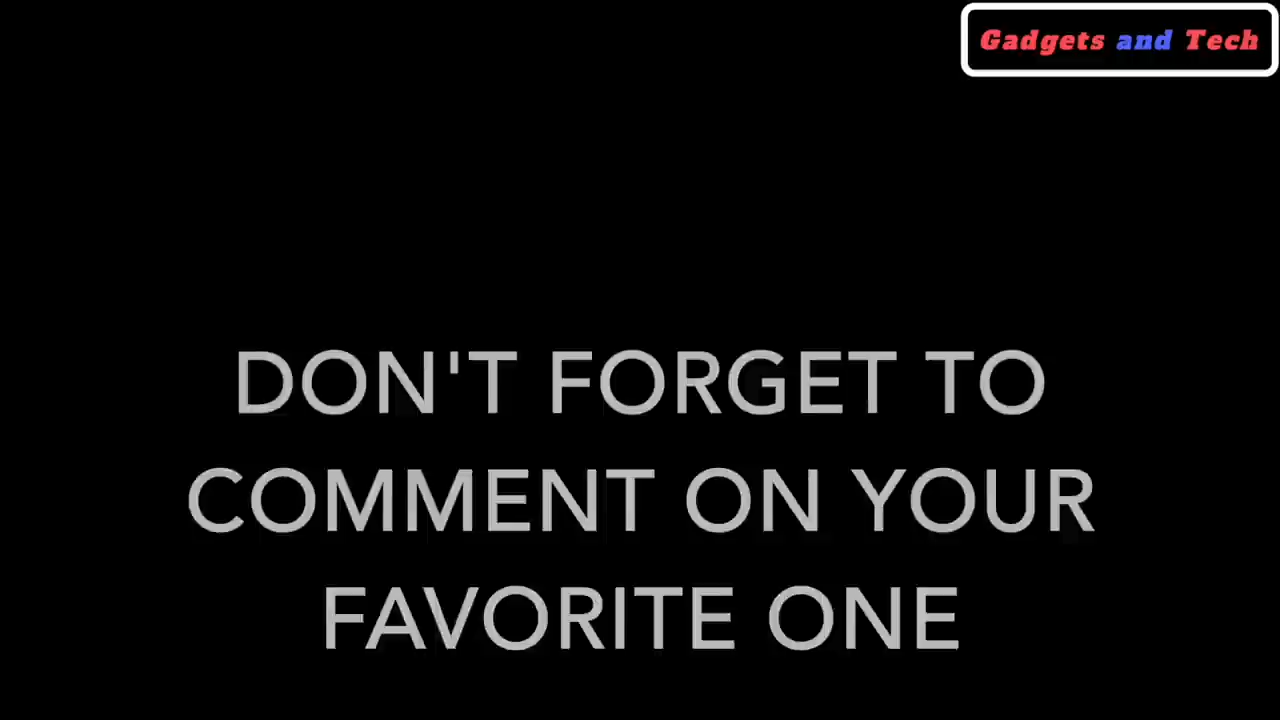 Gadgets and Tech
DON'T FORGET TO
COMMENT ON YOUR
FAVORITE ONE